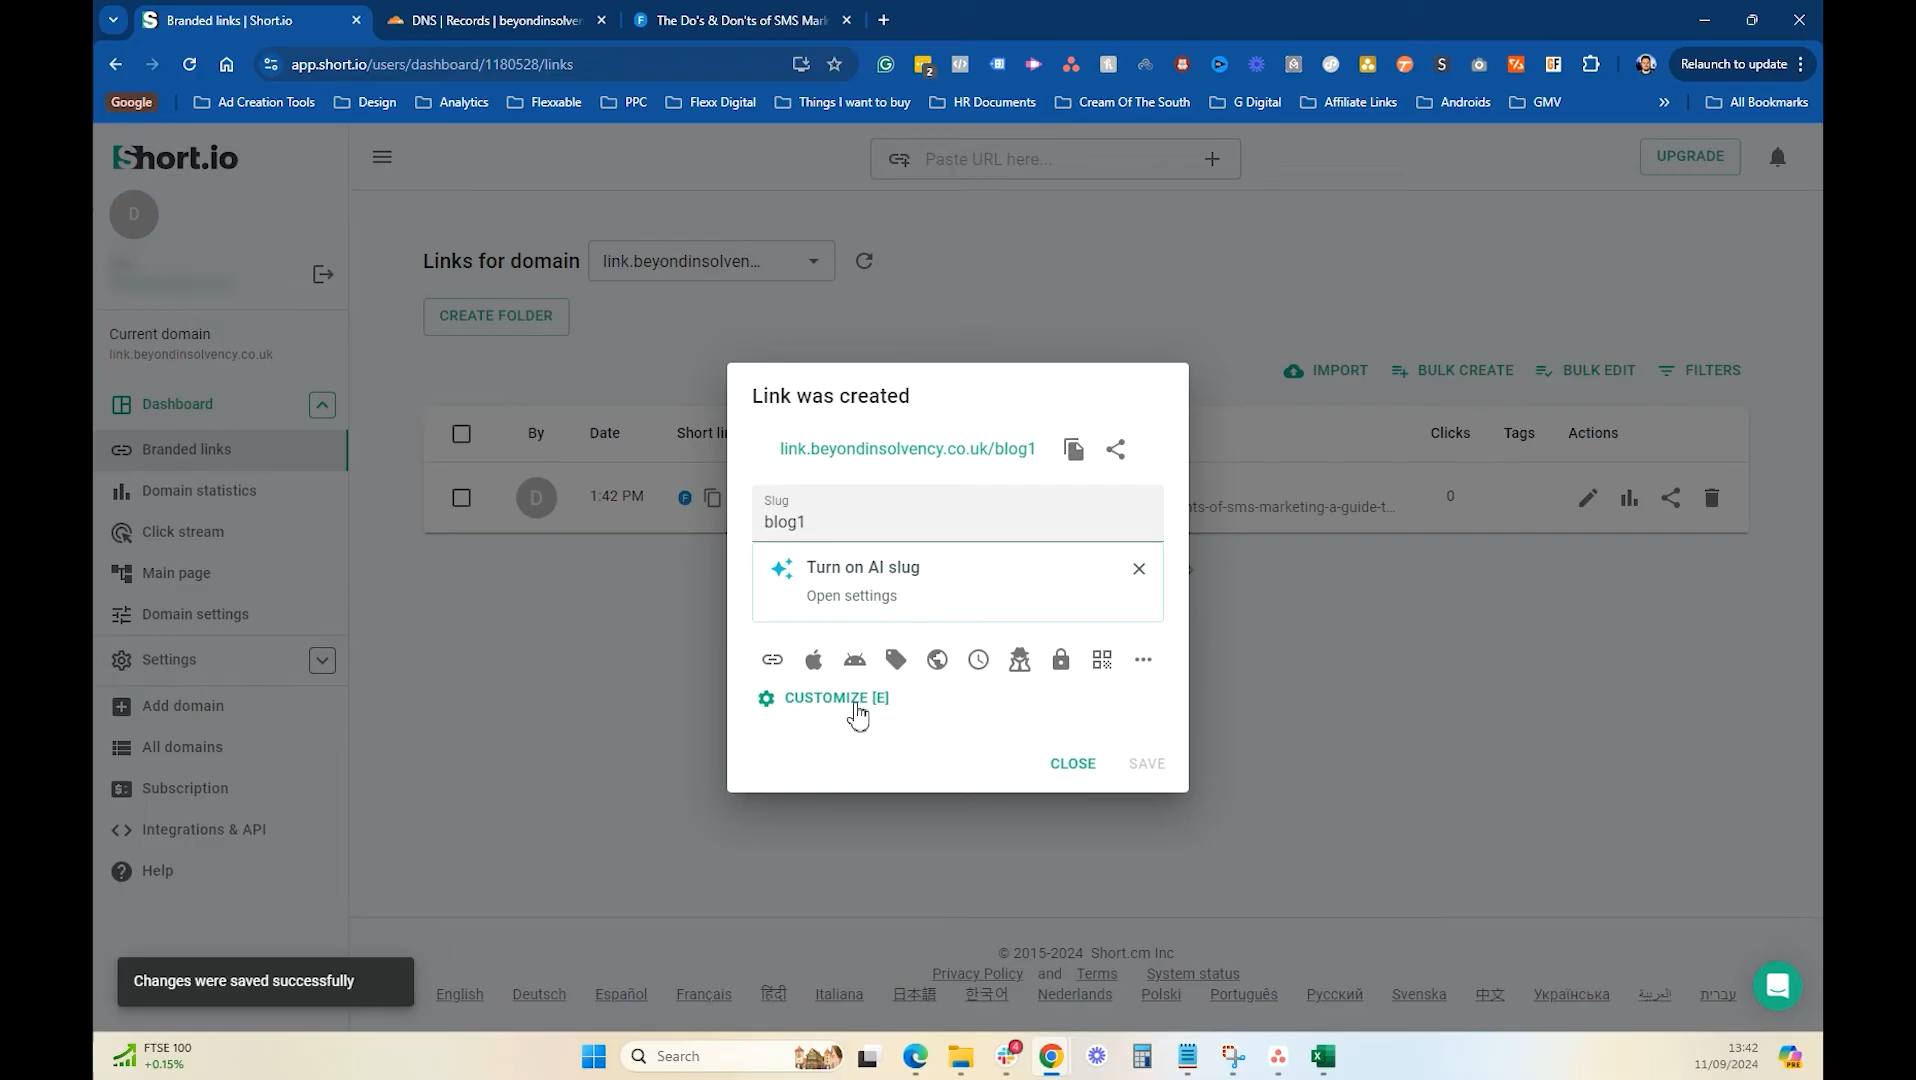 Branded links | Short.io
DNS | Records | beyondinsolven
The Do's & Don'ts of SMS Mark
app.short.io/users/dashboard/1180528/links
2
S
GF
Relaunch to update
Google
Ad Creation Tools
Design
Analytics
Flexxable
PPC
Flexx Digital
Things I want to buy
HR Documents
Cream Of The South
G Digital
Affiliate Links
Androids
GMV
All Bookmarks
Short.io
Paste URL here...
UPGRADE
D
Links for domain
link.beyondinsolven...
CREATE FOLDER
Current domain
link.beyondinsolvency.co.uk
IMPORT
BULK CREATE
BULK EDIT
FILTERS
Dashboard
Branded links
Domain statistics
Click stream
Main page
Domain settings
Settings
Add domain
All domains
Subscription
Integrations & API
Help
By
Date
Short li
Clicks
Tags
Actions
D
1:42 PM
F
ts-of-sms-marketing-a-guide-t...
0
Link was created
link.beyondinsolvency.co.uk/blog1
Slug
blog1
Turn on AI slug
Open settings
CUSTOMIZE [E]
CLOSE
SAVE
© 2015-2024 Short.cm Inc
Privacy Policy and Terms System status
English
Deutsch
Español
Français
हिंदी
Italiana
日本語
한국어
Nederlands
Polski
Português
Русский
Svenska
中文
Українська
العربية
עברית
Changes were saved successfully
FTSE 100
+0.15%
Search
4
13:42
11/09/2024
PRE